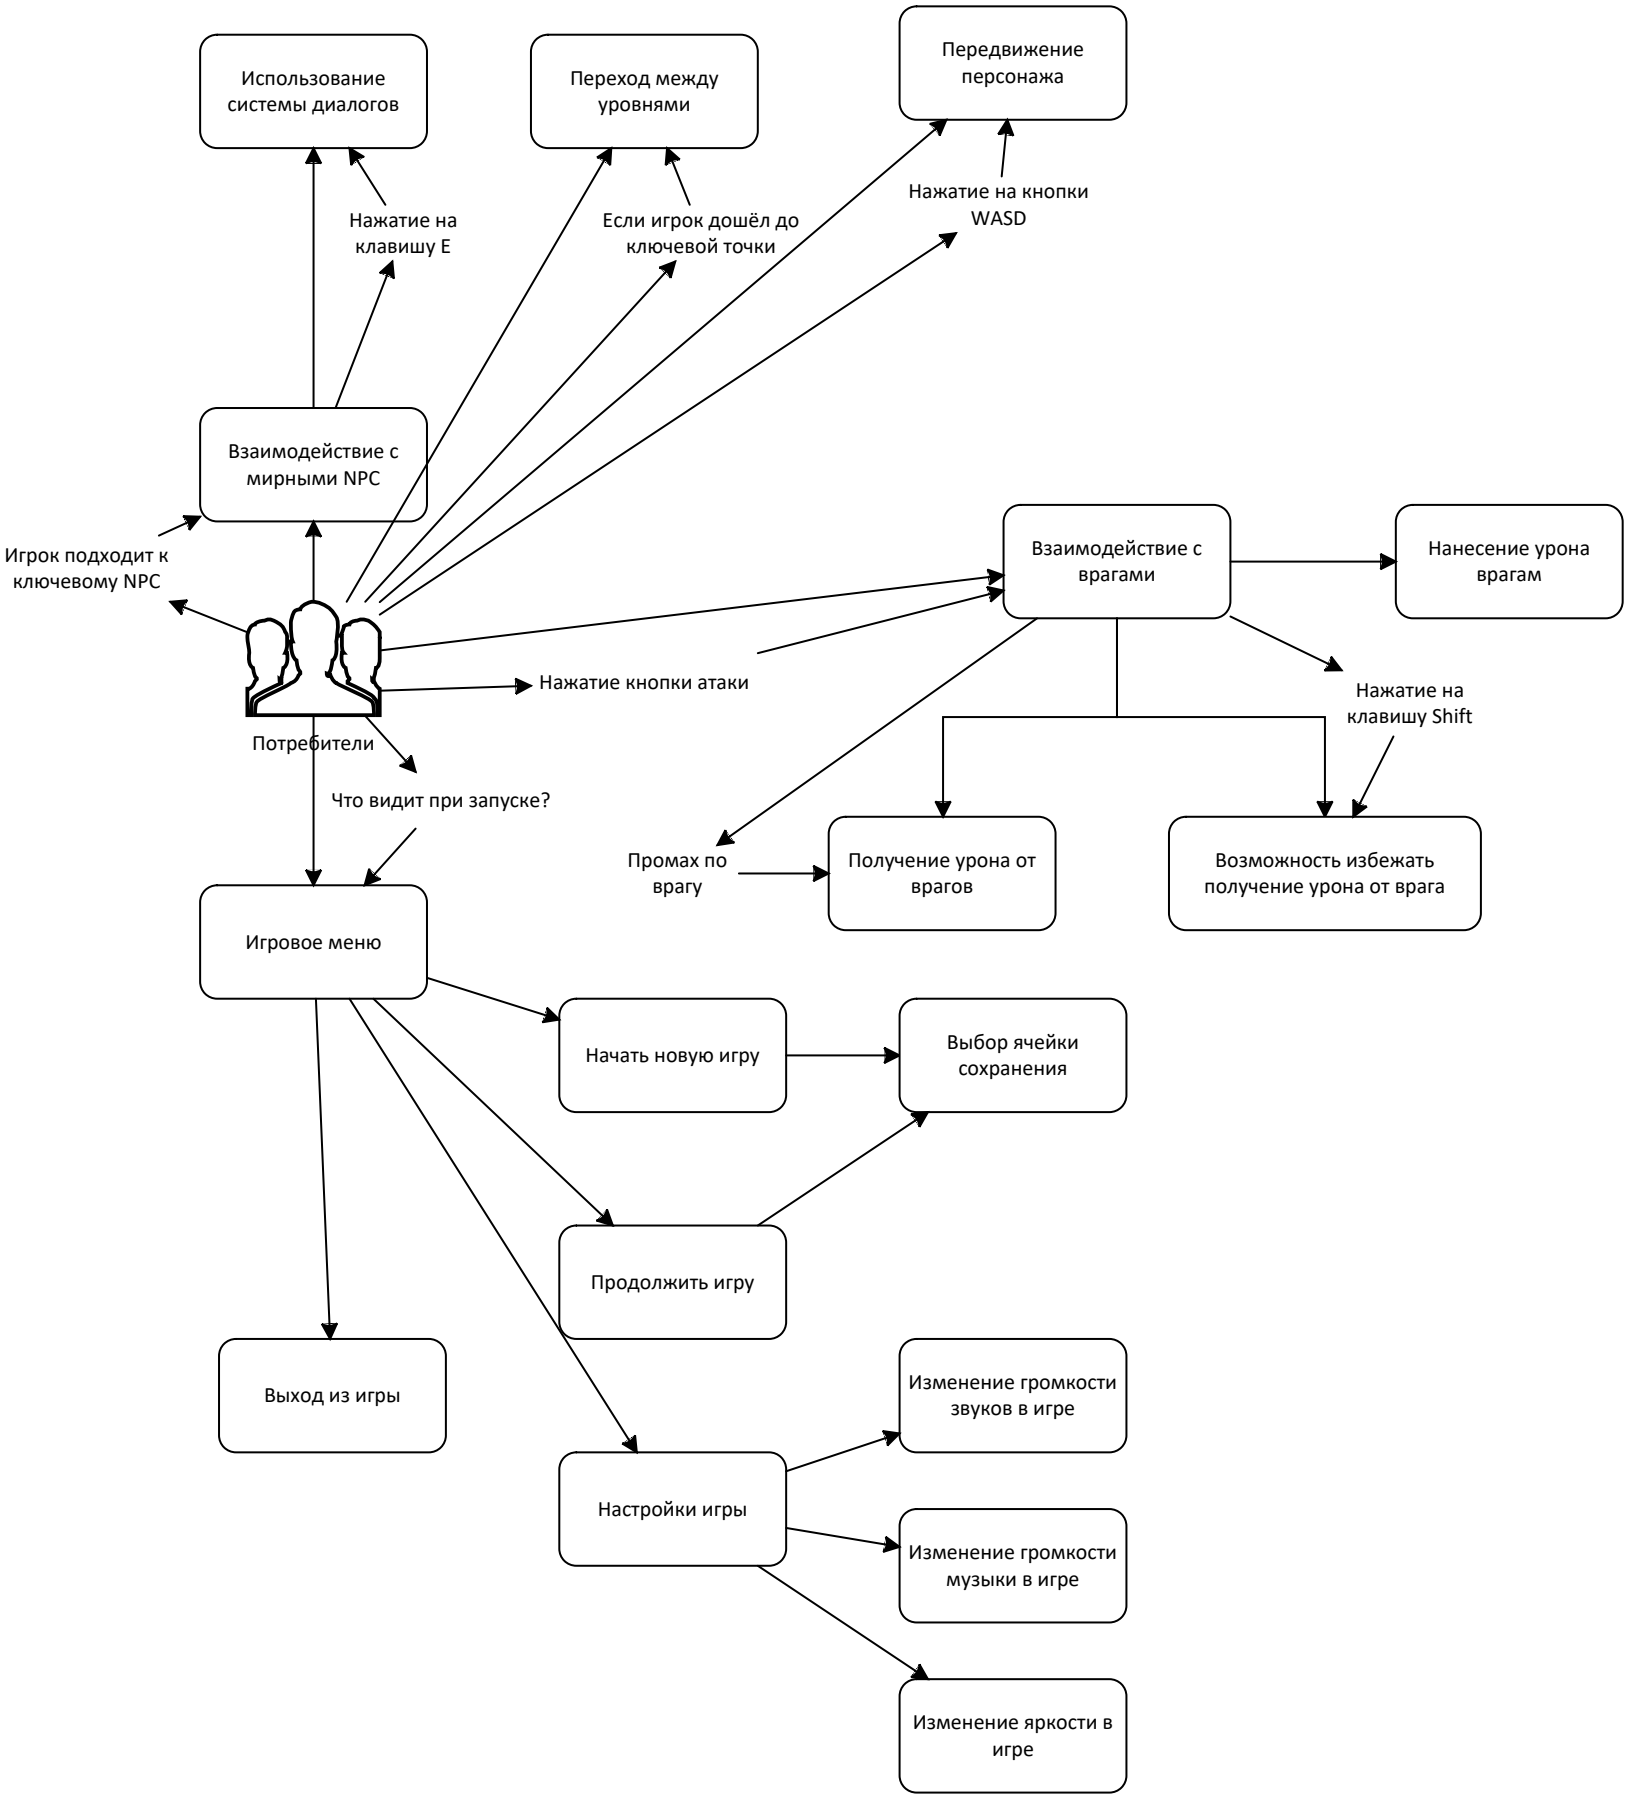 Передвижение
персонажа
Использование
системы диалогов
Переход между
уровнями
Нажатие на кнопки
WASD
Нажатие на
клавишу E
Если игрок дошёл до
ключевой точки
Взаимодействие с
мирными NPC
Игрок подходит к
ключевому NPC
Взаимодействие с
врагами
Нанесение урона
врагам
Нажатие кнопки атаки
Нажатие на
клавишу Shift
Потребители
Что видит при запуске?
Промах по
врагу
Получение урона от
врагов
Возможность избежать
получение урона от врага
Игровое меню
Начать новую игру
Выбор ячейки
сохранения
Продолжить игру
Выход из игры
Изменение громкости
звуков в игре
Настройки игры
Изменение громкости
музыки в игре
Изменение яркости в
игре